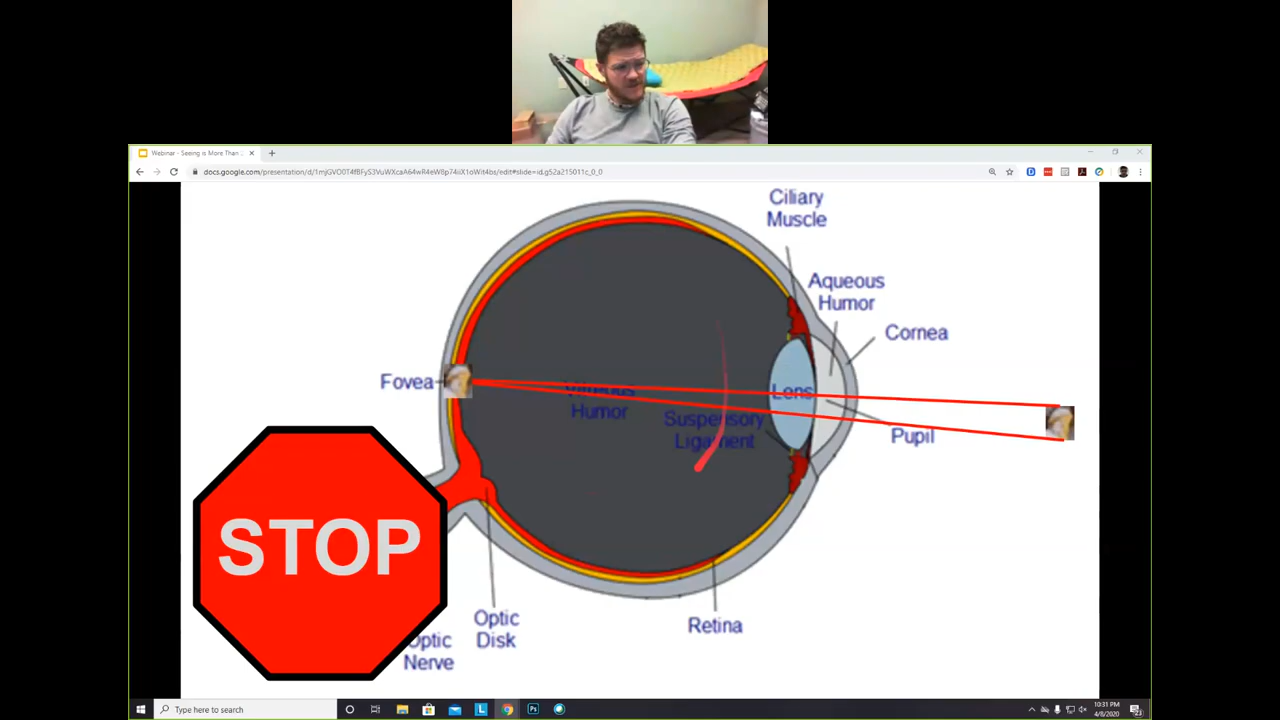 Webinar - Seeing is More Than ...
docs.google.com/presentation/d/1mjGVO0T4fBFyS3VuWXcaA64wR4eW8p74iiX1oWit4bs/edit#slide=id.g52a215011c_0_0
Ciliary
Muscle
Aqueous
Humor
Cornea
Fovea
Vitreous
Humor
Lens
Suspensory
Ligament
Pupil
STOP
Optic
Disk
Optic
Nerve
Retina
Type here to search
10:31 PM
4/8/2020